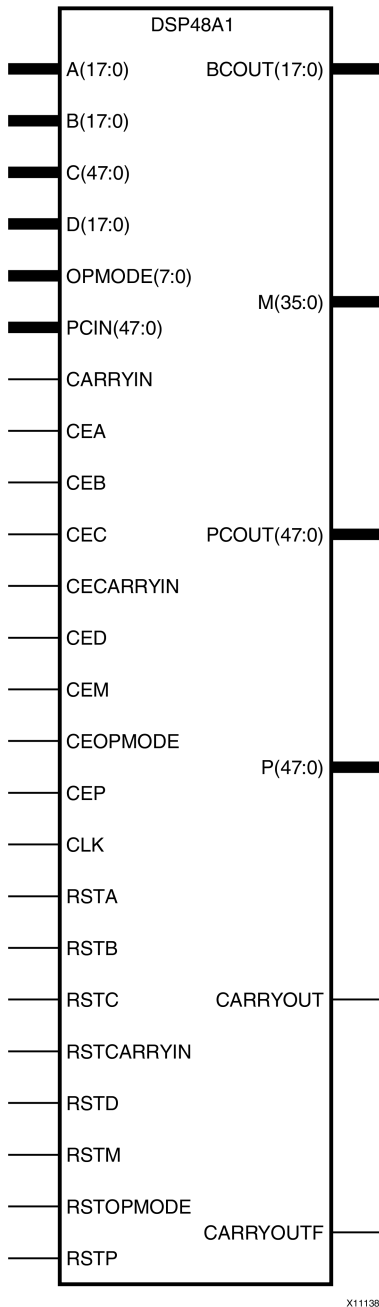 DSP48A1
A(17:0)
BCOUT(17:0)
B(17:0)
C(47:0)
D(17:0)
OPMODE(7:0)
M(35:0)
PCIN(47:0)
CARRYIN
CEA
CEB
CEC
PCOUT(47:0)
CECARRYIN
CED
CEM
CEOPMODE
P(47:0)
CEP
CLK
RSTA
RSTB
RSTC
CARRYOUT
RSTCARRYIN
RSTD
RSTM
RSTOPMODE
CARRYOUTF
RSTP
X11138